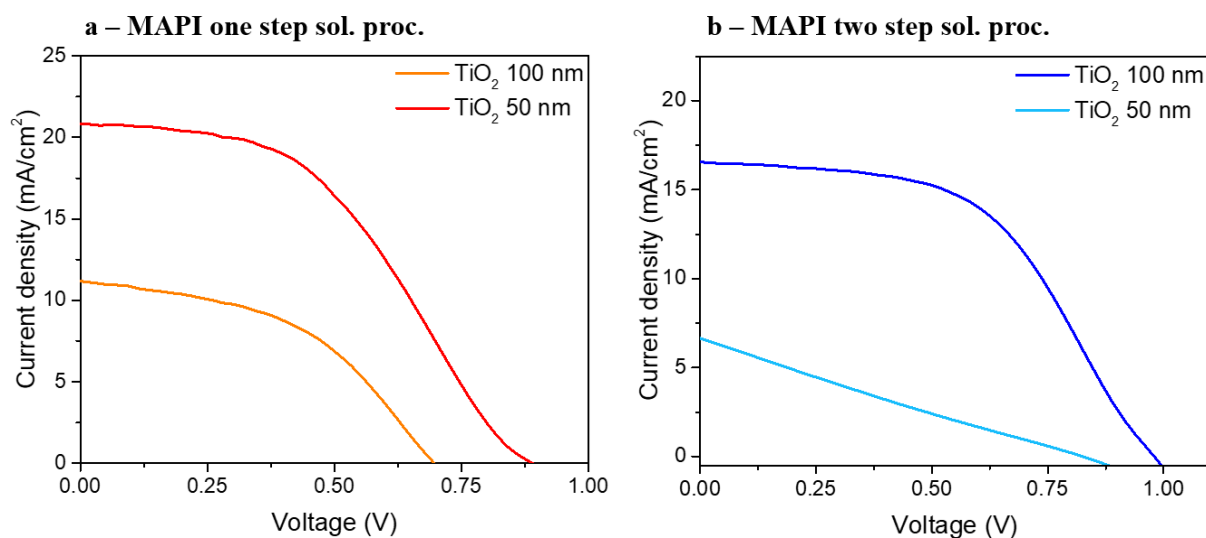 a – MAPI one step sol. proc.
25
20
15
10
5
0
Current density (mA/cm²)
TiO₂ 100 nm
TiO₂ 50 nm
0.00 0.25 0.50 0.75 1.00
Voltage (V)
b – MAPI two step sol. proc.
20
15
10
5
0
Current density (mA/cm²)
TiO₂ 100 nm
TiO₂ 50 nm
0.00 0.25 0.50 0.75 1.00
Voltage (V)